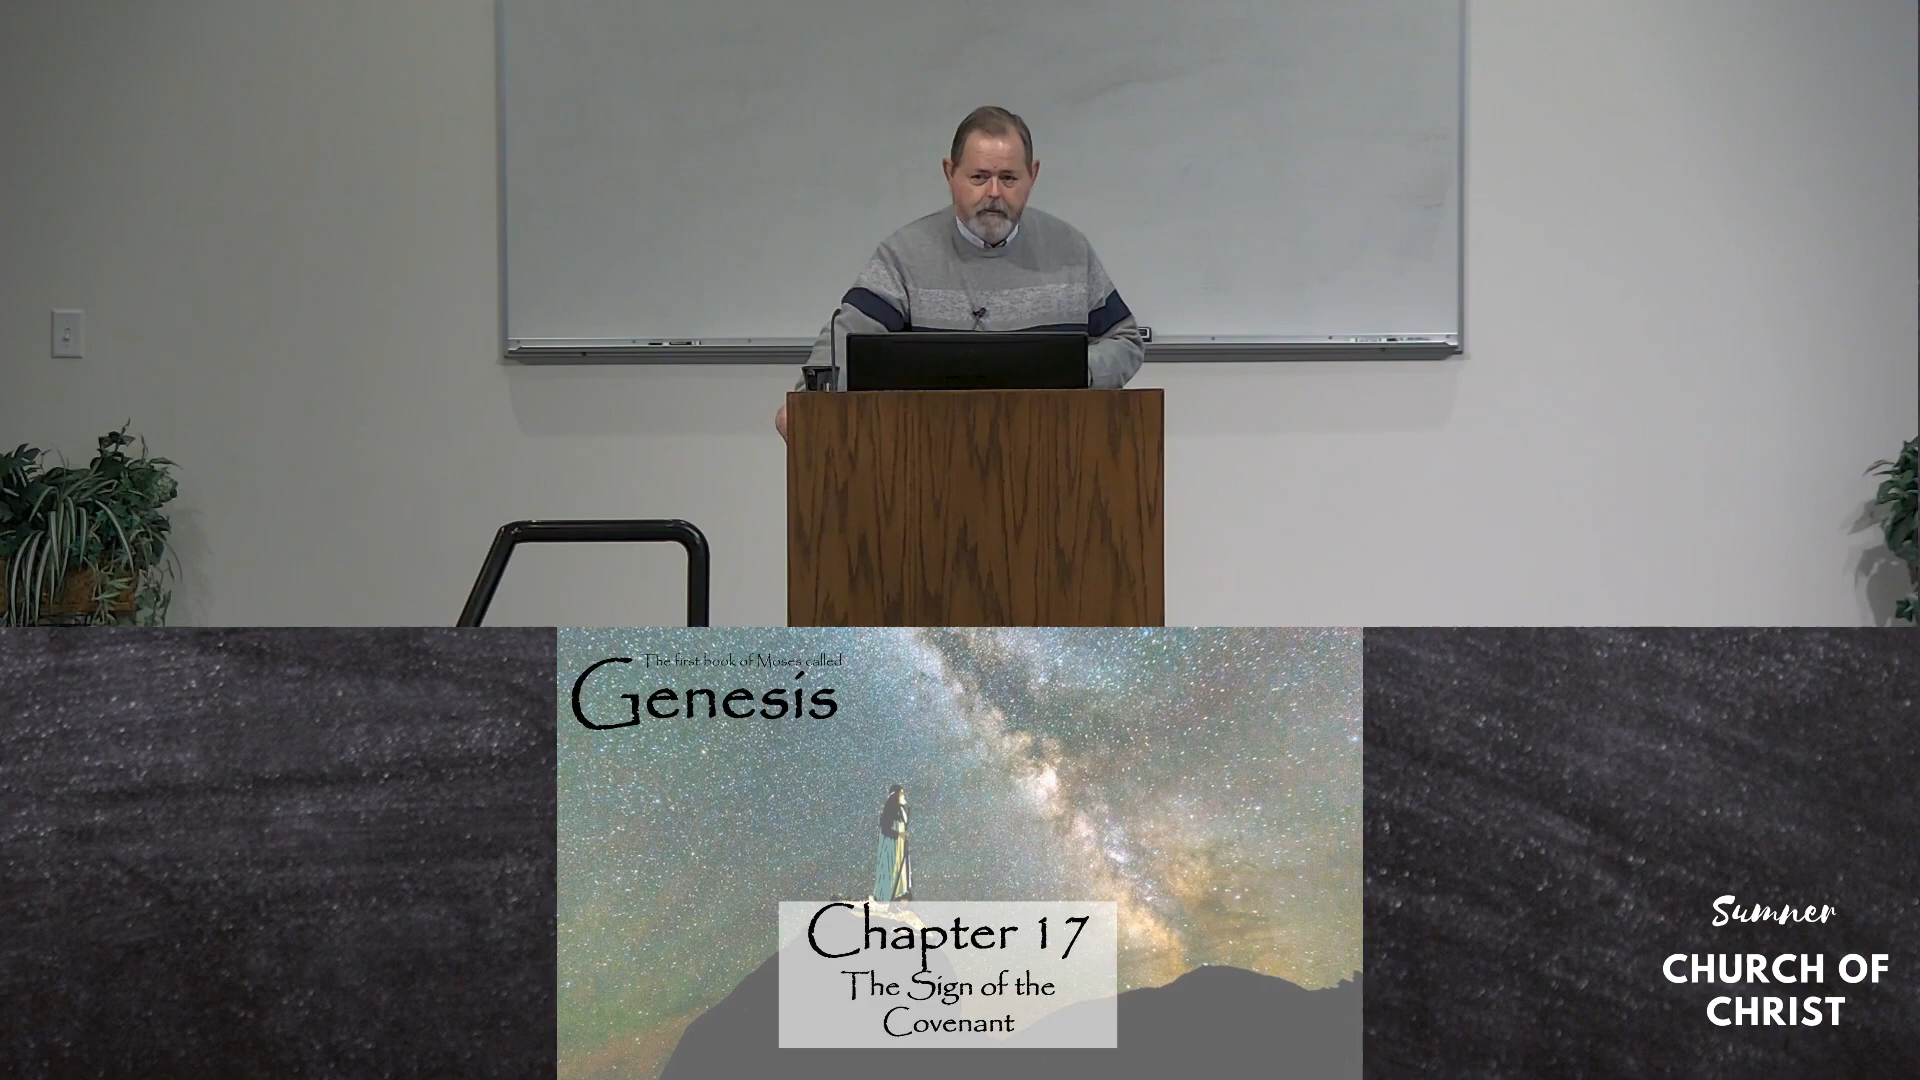 The first book of Moses called
Genesis
Chapter 17
The Sign of the
Covenant
Sumner
CHURCH OF
CHRIST